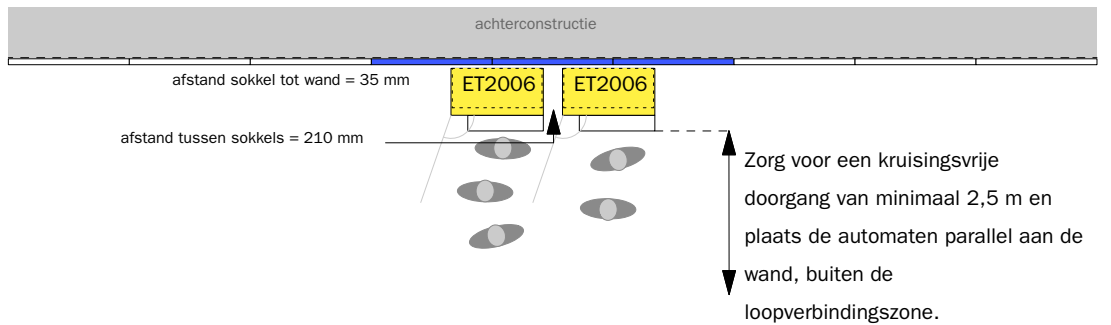 achterconstructie
afstand sokkel tot wand = 35 mm
ET2006
ET2006
afstand tussen sokkels = 210 mm
Zorg voor een kruisingsvrije
doorgang van minimaal 2,5 m en
plaats de automaten parallel aan de
wand, buiten de
loopverbindingszone.